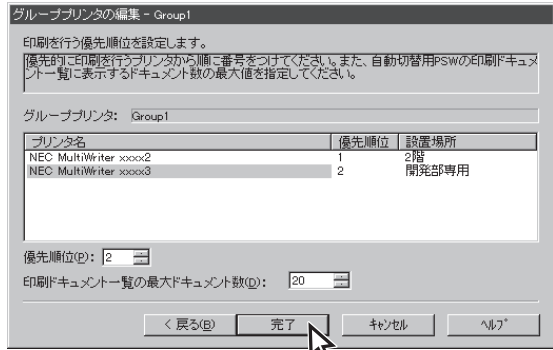 グループプリンタの編集 - Group1
印刷を行う優先順位を設定します。
優先的に印刷を行うプリンタから順に番号をつけてください。また、自動切替用PSWの印刷ドキュメ
ント一覧に表示するドキュメント数の最大値を指定してください。
グループプリンタ: Group1
プリンタ名 優先順位 設置場所
NEC MultiWriter xxxx2 1 2階
NEC MultiWriter xxxx3 2 開発部専用
優先順位(P): 2
印刷ドキュメント一覧の最大ドキュメント数(D): 20
< 戻る(B) 完了 キャンセル ヘルプ